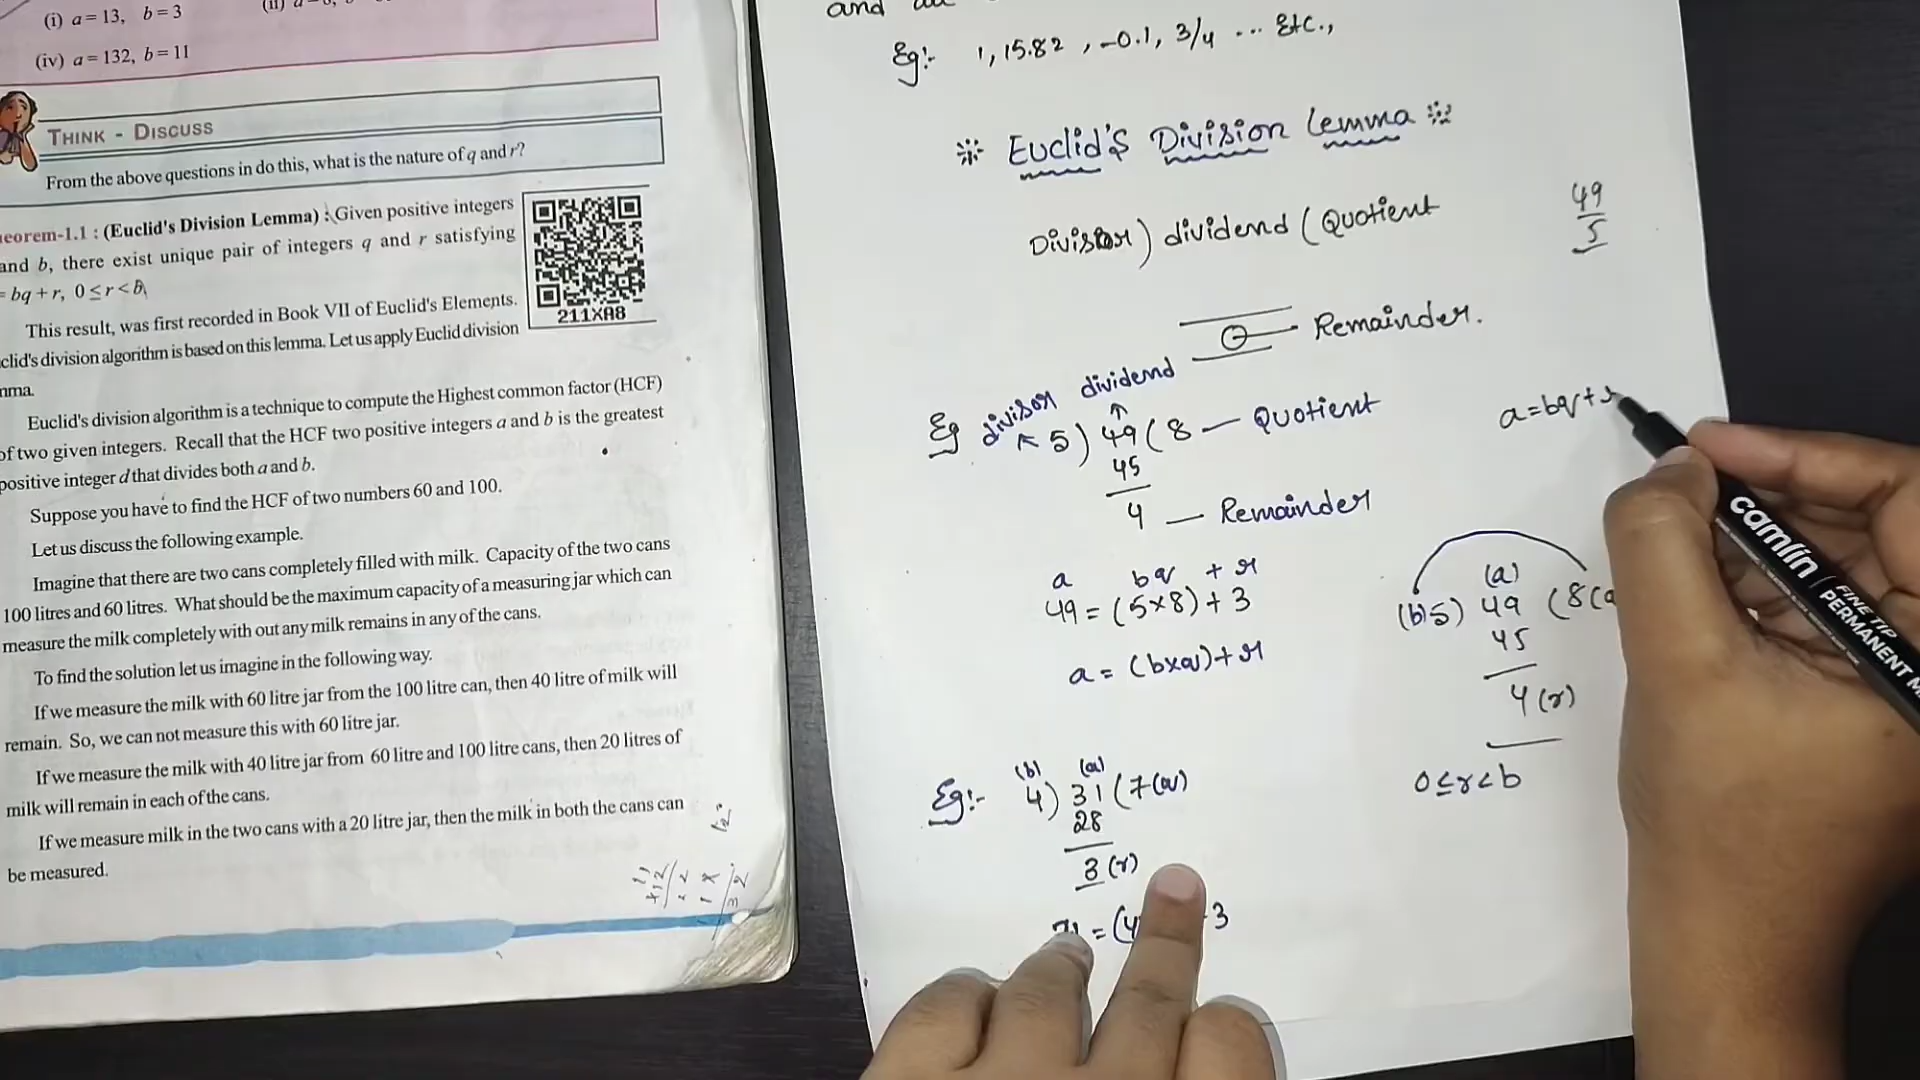 (i) a = 13, b = 3
(iv) a = 132, b = 11
THINK - DISCUSS
From the above questions in do this, what is the nature of q and r?
eorem-1.1 : (Euclid's Division Lemma) : Given positive integers
and b, there exist unique pair of integers q and r satisfying
= bq + r, 0 ≤ r < b
This result, was first recorded in Book VII of Euclid's Elements.
clid's division algorithm is based on this lemma. Let us apply Euclid division
nma.
211XA8
Euclid's division algorithm is a technique to compute the Highest common factor (HCF)
of two given integers. Recall that the HCF two positive integers a and b is the greatest
positive integer d that divides both a and b.
Suppose you have to find the HCF of two numbers 60 and 100.
Let us discuss the following example.
Imagine that there are two cans completely filled with milk. Capacity of the two cans
100 litres and 60 litres. What should be the maximum capacity of a measuring jar which can
measure the milk completely with out any milk remains in any of the cans.
To find the solution let us imagine in the following way.
If we measure the milk with 60 litre jar from the 100 litre can, then 40 litre of milk will
remain. So, we can not measure this with 60 litre jar.
If we measure the milk with 40 litre jar from 60 litre and 100 litre cans, then 20 litres of
milk will remain in each of the cans.
If we measure milk in the two cans with a 20 litre jar, then the milk in both the cans can
be measured.
and
Eg:- 1, 15.82, -0.1, 3/4 ... Etc.,
Euclid's Division Lemma
Divisor) dividend (Quotient
Remainder.
49
5
divisor dividend
Eg 5) 49 (8 — Quotient
45
4 — Remainder
a bq + r
49 = (5×8) + 3
a = (b×q) + r
a = bq + r
(a)
(b) 5) 49 (8(q
45
4 (r)
0 ≤ r < b
(b) (a)
Eg:- 4) 31 (7(q)
28
3 (r)
= (4 3
camlin
FINE TIP
PERMANENT M